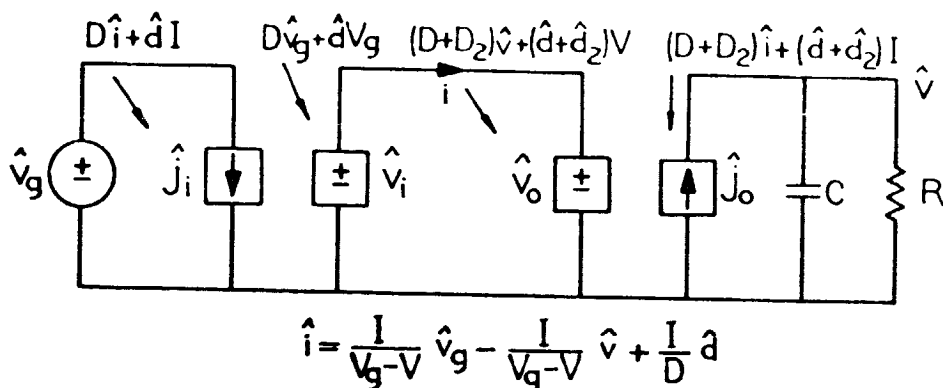 Dî+d̂I
Dv̂g+d̂Vg
(D+D₂)v̂+(d̂+d̂₂)V
(D+D₂)î+(d̂+d̂₂)I
v̂
i
v̂g
±
ĵi
±
v̂i
v̂o
±
ĵo
C
R
î = I/(Vg-V) v̂g - I/(Vg-V) v̂ + I/D d̂